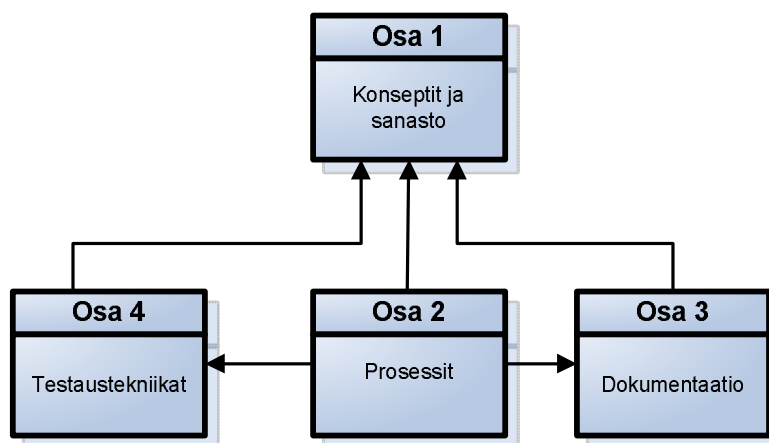 Osa 1
Konseptit ja
sanasto
Osa 4
Testaustekniikat
Osa 2
Prosessit
Osa 3
Dokumentaatio